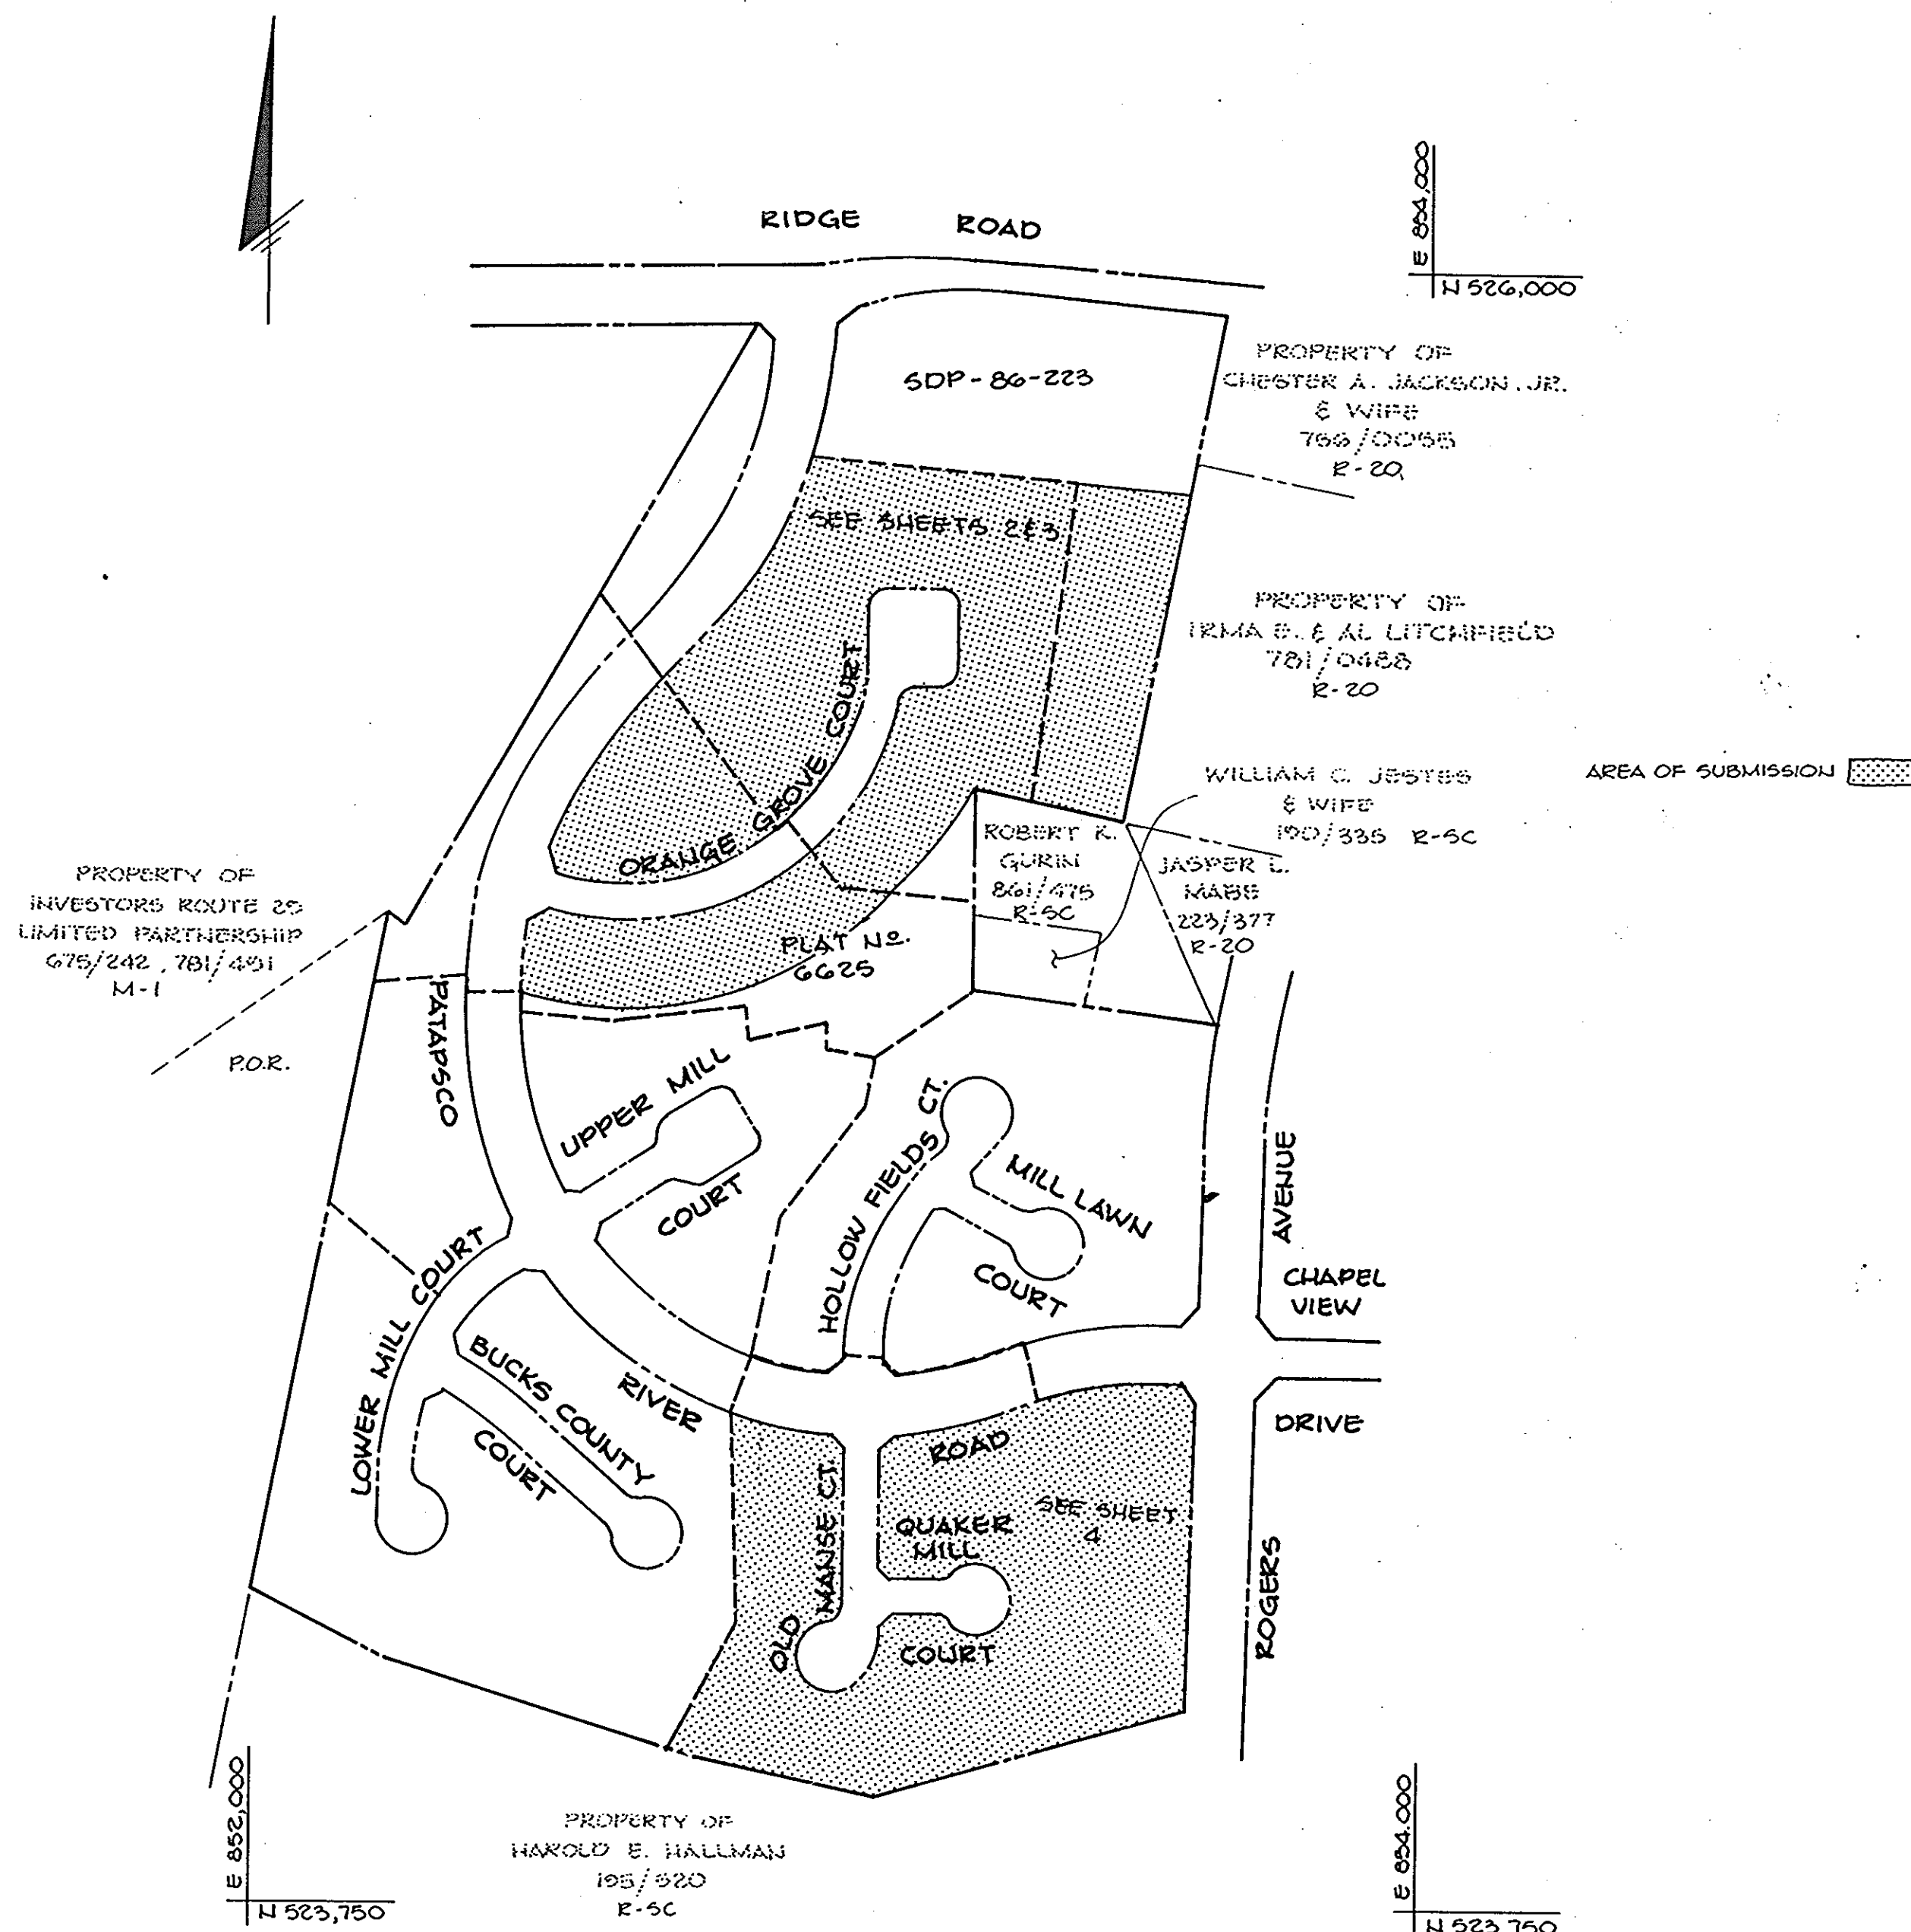 RIDGE ROAD
E 854,000
N 526,000
SDP-86-223
PROPERTY OF
CHESTER A. JACKSON, JR.
& WIFE
R-20
SEE SHEETS 2&3
PROPERTY OF
IRMA E. & AL LITCHFIELD
781/0488
R-20
ORANGE GROVE COURT
AREA OF SUBMISSION
WILLIAM C. JESTES
& WIFE
190/335 R-SC
ROBERT K.
GURIN
861/475
R-SC
JASPER L.
MABE
223/377
R-20
PROPERTY OF
INVESTORS ROUTE 29
LIMITED PARTNERSHIP
675/242, 781/491
M-1
P.O.R.
PLAT No.
6625
PATAPSCO
UPPER MILL
COURT
HOLLOW FIELDS CT.
MILL LAWN
COURT
AVENUE
CHAPEL
VIEW
LOWER MILL COURT
BUCKS COUNTY
COURT
RIVER
ROAD
DRIVE
OLD MANSE CT.
QUAKER
MILL
COURT
SEE SHEET
4
ROGERS
E 852,000
N 523,750
PROPERTY OF
HAROLD E. HALLMAN
R-SC
E 854.000
N 523,750